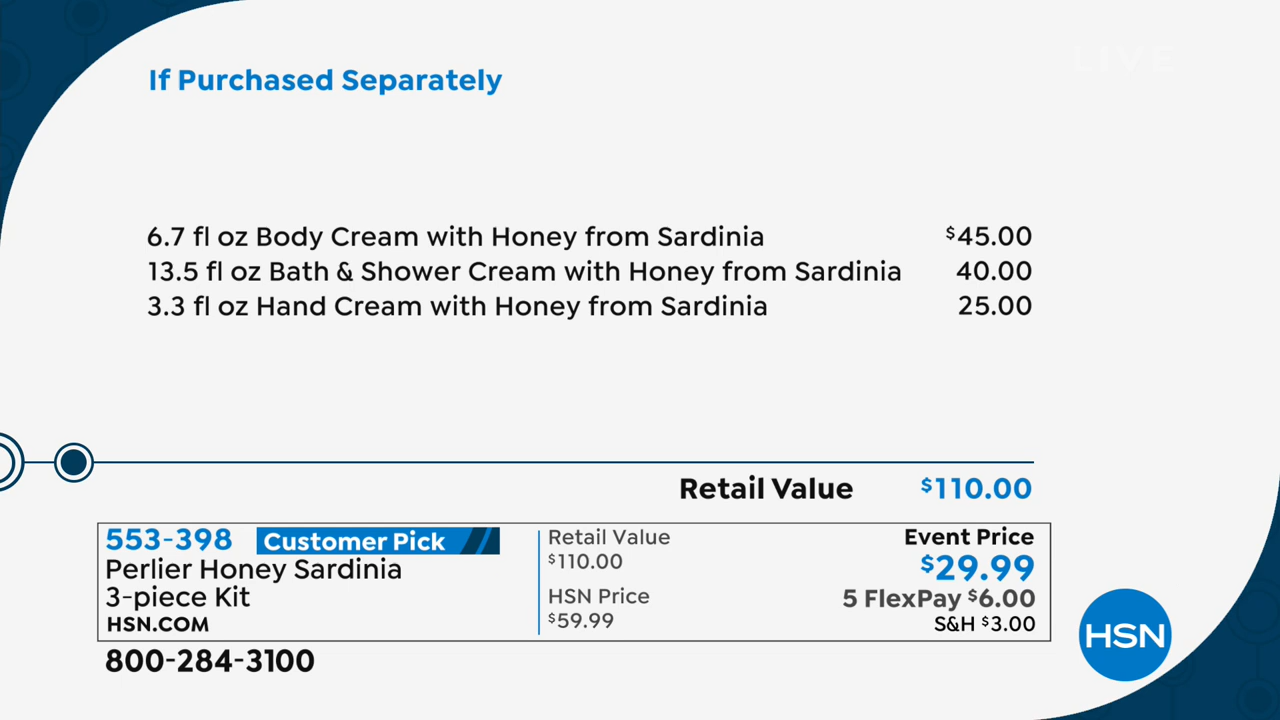 LIVE
If Purchased Separately
6.7 fl oz Body Cream with Honey from Sardinia $45.00
13.5 fl oz Bath & Shower Cream with Honey from Sardinia 40.00
3.3 fl oz Hand Cream with Honey from Sardinia 25.00
Retail Value $110.00
553-398 Customer Pick
Perlier Honey Sardinia
3-piece Kit
HSN.COM
Retail Value
$110.00
HSN Price
$59.99
Event Price
$29.99
5 FlexPay $6.00
S&H $3.00
HSN
800-284-3100